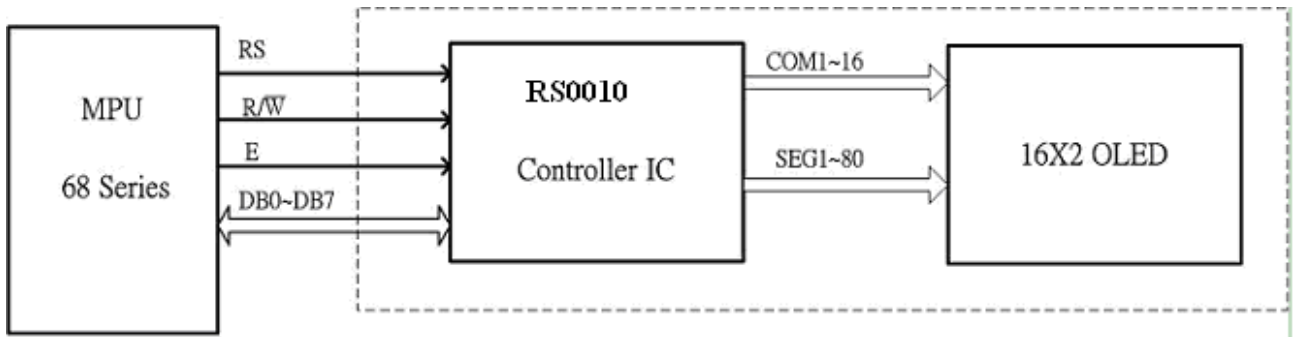 MPU
68 Series
RS
R/W̅
E
DB0~DB7
RS0010
Controller IC
COM1~16
SEG1~80
16X2 OLED